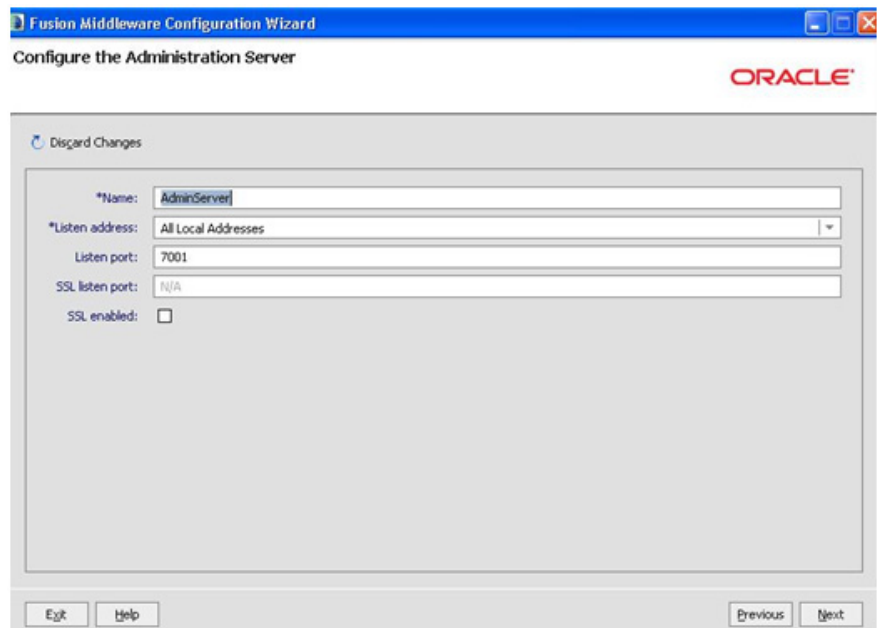 Fusion Middleware Configuration Wizard
Configure the Administration Server
ORACLE
Discard Changes
*Name: AdminServer
*Listen address: All Local Addresses
Listen port: 7001
SSL listen port: N/A
SSL enabled:
Exit Help Previous Next